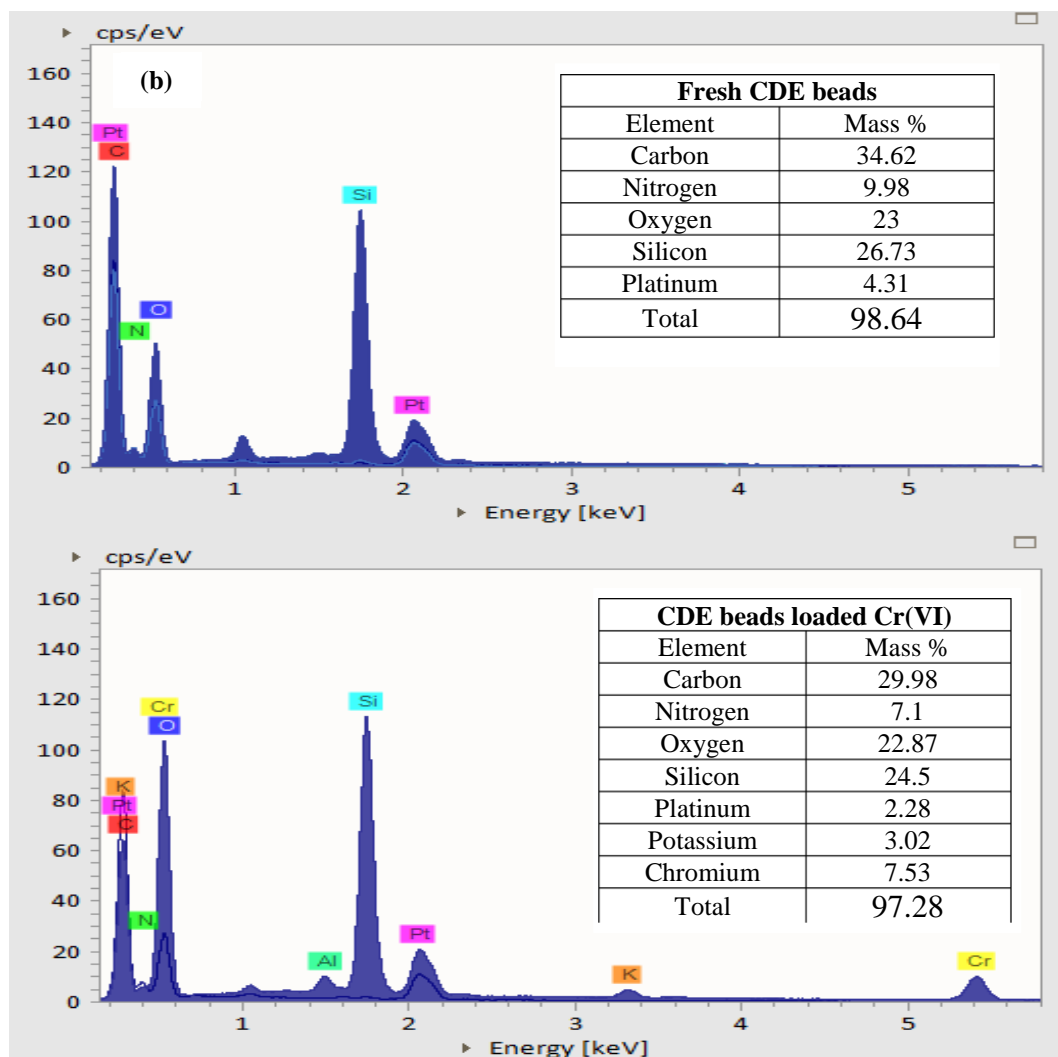 cps/eV
160
140
120
100
80
60
40
20
0
(b)
Pt
C
N
O
Si
Pt
1 2 3 4 5
Energy [keV]
Fresh CDE beads
Element Mass %
Carbon 34.62
Nitrogen 9.98
Oxygen 23
Silicon 26.73
Platinum 4.31
Total 98.64
cps/eV
160
140
120
100
80
60
40
20
0
Cr
O
K
Pt
C
N
Al
Si
Pt
K
Cr
1 2 3 4 5
Energy [keV]
CDE beads loaded Cr(VI)
Element Mass %
Carbon 29.98
Nitrogen 7.1
Oxygen 22.87
Silicon 24.5
Platinum 2.28
Potassium 3.02
Chromium 7.53
Total 97.28